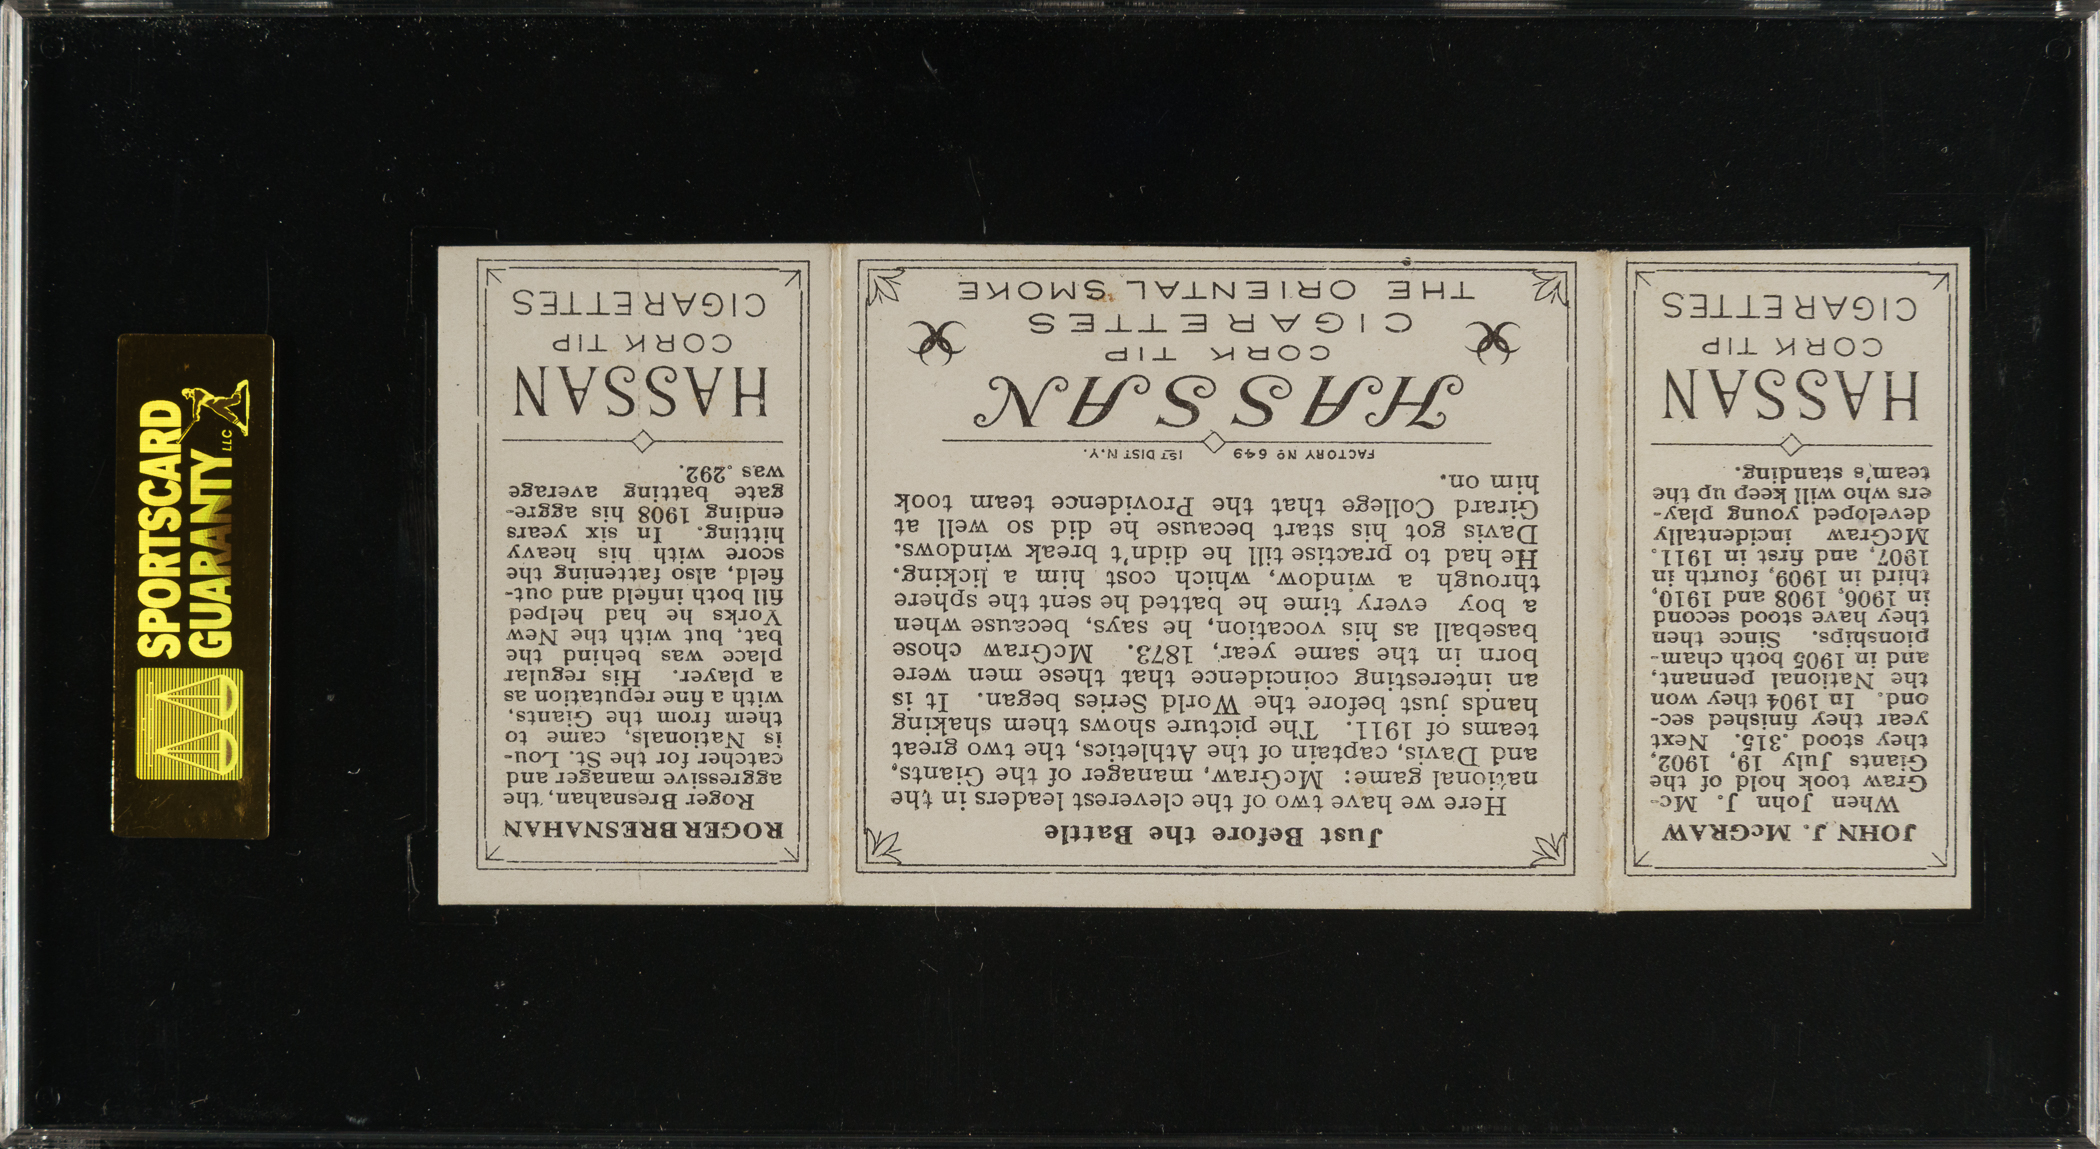 SPORTSCARD
GUARANTY LLC
JOHN J. McGRAW
When John J. Mc-
Graw took hold of the
Giants July 19, 1902,
they stood .315. Next
year they finished sec-
ond. In 1904 they won
the National pennant,
and in 1905 both cham-
pionships. Since then
they have stood second
in 1906, 1908 and 1910,
third in 1909, fourth in
1907, and first in 1911.
McGraw incidentally
developed young play-
ers who will keep up the
team's standing.
HASSAN
CORK TIP
CIGARETTES
Just Before the Battle
Here we have two of the cleverest leaders in the
national game: McGraw, manager of the Giants,
and Davis, captain of the Athletics, the two great
teams of 1911. The picture shows them shaking
hands just before the World Series began. It is
an interesting coincidence that these men were
born in the same year, 1873. McGraw chose
baseball as his vocation, he says, because when
a boy every time he batted he sent the sphere
through a window, which cost him a licking.
He had to practise till he didn't break windows.
Davis got his start because he did so well at
Girard College that the Providence team took
him on.
FACTORY Nº 649 1ST DIST N.Y.
HASSAN
CORK TIP
CIGARETTES
THE ORIENTAL SMOKE
ROGER BRESNAHAN
Roger Bresnahan, the
aggressive manager and
catcher for the St. Lou-
is Nationals, came to
them from the Giants,
with a fine reputation as
a player. His regular
place was behind the
bat, but with the New
Yorks he had helped
fill both infield and out-
field, also fattening the
score with his heavy
hitting. In six years
ending 1908 his aggre-
gate batting average
was .292.
HASSAN
CORK TIP
CIGARETTES